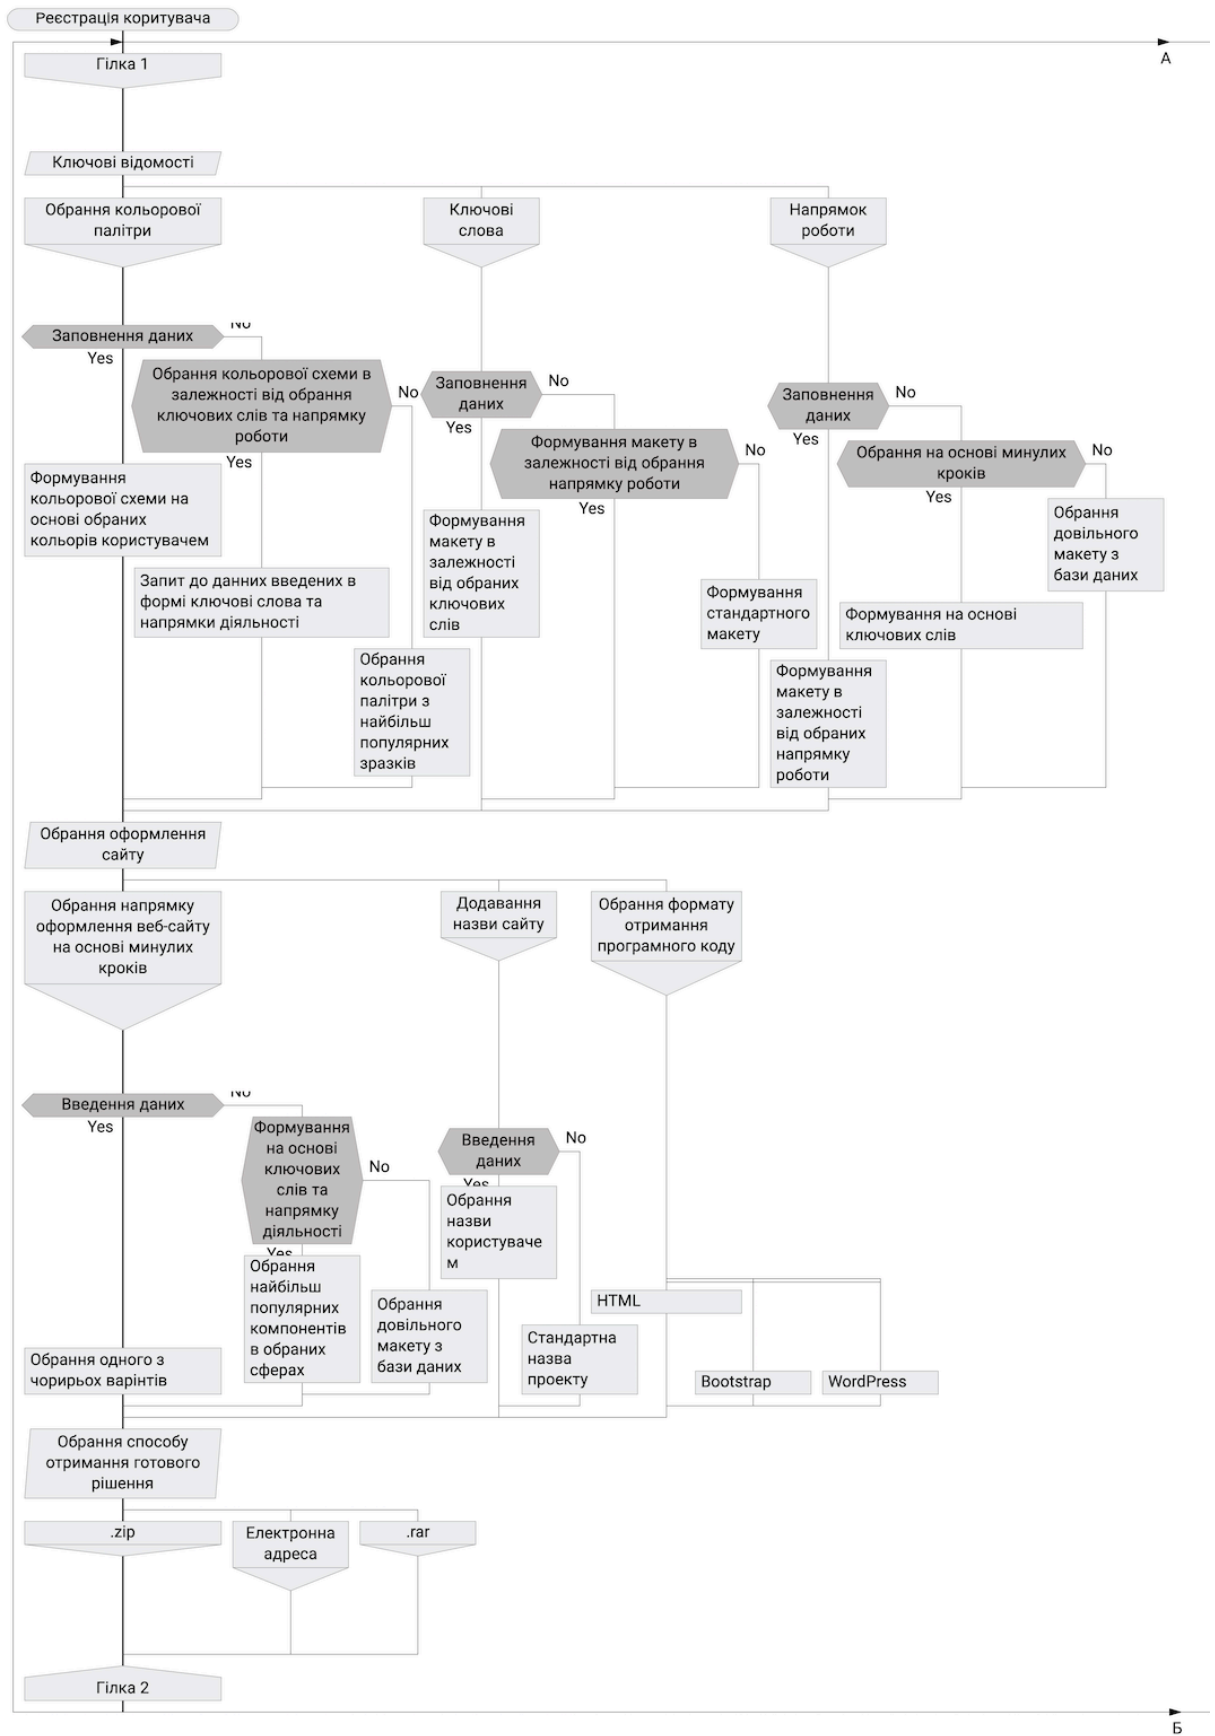 Реєстрація коритувача
А
Гілка 1
Ключові відомості
Обрання кольорової
палітри
Ключові
слова
Напрямок
роботи
Заповнення даних
No
Yes
Обрання кольорової схеми в
залежності від обрання
ключових слів та напрямку
роботи
No
Yes
Заповнення
даних
No
Yes
Формування макету в
залежності від обрання
напрямку роботи
No
Yes
Заповнення
даних
No
Yes
Обрання на основі минулих
кроків
No
Yes
Формування
кольорової схеми на
основі обраних
кольорів користувачем
Запит до данних введених в
формі ключові слова та
напрямки діяльності
Обрання
кольорової
палітри з
найбільш
популярних
зразків
Формування
макету в
залежності
від обраних
ключових
слів
Формування
стандартного
макету
Формування
макету в
залежності
від обраних
напрямку
роботи
Формування на основі
ключових слів
Обрання
довільного
макету з
бази даних
Обрання оформлення
сайту
Обрання напрямку
оформлення веб-сайту
на основі минулих
кроків
Додавання
назви сайту
Обрання формату
отримання
програмного коду
Введення даних
No
Yes
Формування
на основі
ключових
слів та
напрямку
діяльності
No
Yes
Введення
даних
No
Yes
Обрання
назви
користуваче
м
Обрання
найбільш
популярних
компонентів
в обраних
сферах
Обрання
довільного
макету з
бази даних
Стандартна
назва
проекту
HTML
Bootstrap
WordPress
Обрання одного з
чорирьох варінтів
Обрання способу
отримання готового
рішення
.zip
Електронна
адреса
.rar
Гілка 2
Б